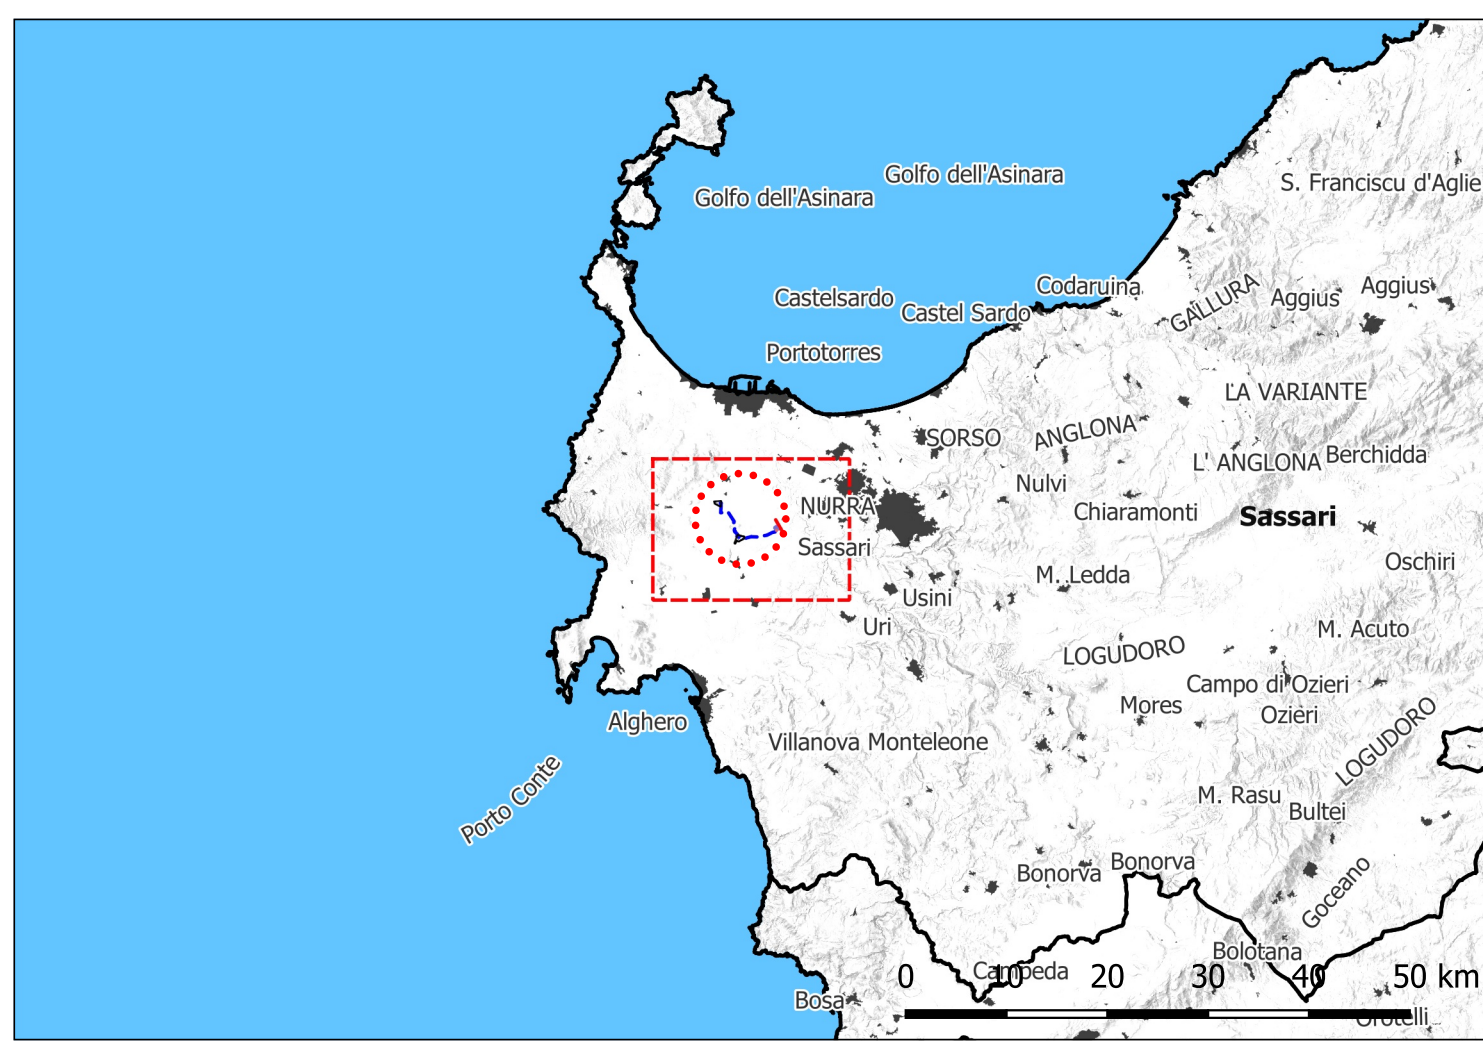 Golfo dell'Asinara
S. Franciscu d'Aglie
Golfo dell'Asinara
Codaruina
Aggius
Castelsardo
Aggius
GALLURA
Castel Sardo
Portotorres
LA VARIANTE
ANGLONA
SORSO
Berchidda
L' ANGLONA
Nulvi
NURRA
Chiaramonti
Sassari
Sassari
Oschiri
M. Ledda
Usini
Uri
M. Acuto
LOGUDORO
Campo di Ozieri
Mores
Ozieri
Alghero
LOGUDORO
Villanova Monteleone
Porto Conte
M. Rasu
Bultei
Bonorva
Bonorva
Goceano
Bolotana
Campeda
0 10 20 30 40 50 km
Bosa
Orotelli